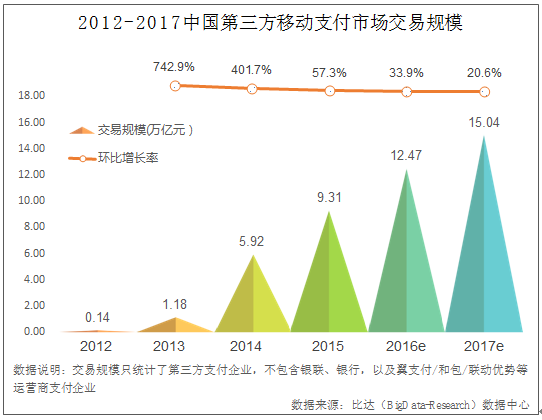 2012-2017中国第三方移动支付市场交易规模
742.9% 401.7% 57.3% 33.9% 20.6%
18.00
16.00
14.00
12.00
10.00
8.00
6.00
4.00
2.00
0.00
交易规模(万亿元)
环比增长率
0.14 1.18 5.92 9.31 12.47 15.04
2012 2013 2014 2015 2016e 2017e
数据说明：交易规模只统计了第三方支付企业，不包含银联、银行，以及翼支付/和包/联动优势等
运营商支付企业
数据来源：比达（BigData-Research）数据中心